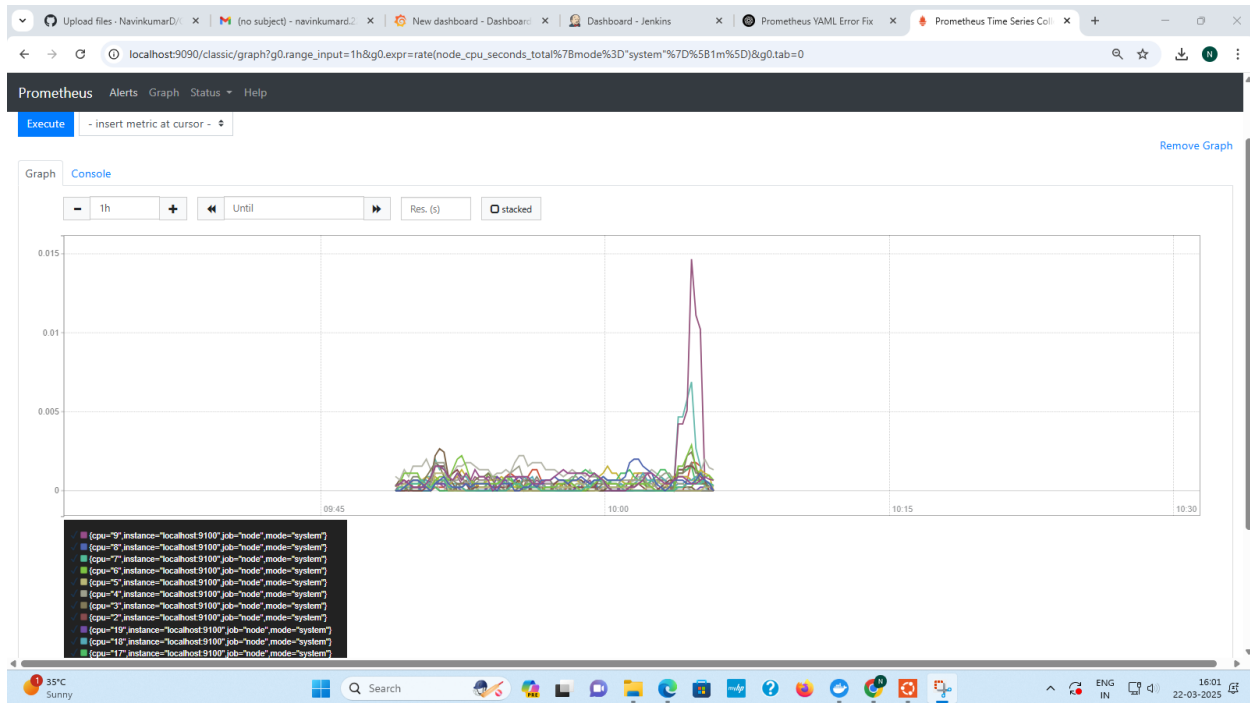 Upload files · NavinkumarD/
(no subject) - navinkumard.2
New dashboard - Dashboard
Dashboard - Jenkins
Prometheus YAML Error Fix
Prometheus Time Series Coll
localhost:9090/classic/graph?g0.range_input=1h&g0.expr=rate(node_cpu_seconds_total%7Bmode%3D"system"%7D%5B1m%5D)&g0.tab=0
N
Prometheus Alerts Graph Status Help
Execute - insert metric at cursor -
Remove Graph
Graph Console
1h Until Res. (s) stacked
0.015
0.01
0.005
0
09:45 10:00 10:15 10:30
{cpu="9",instance="localhost:9100",job="node",mode="system"}
{cpu="8",instance="localhost:9100",job="node",mode="system"}
{cpu="7",instance="localhost:9100",job="node",mode="system"}
{cpu="6",instance="localhost:9100",job="node",mode="system"}
{cpu="5",instance="localhost:9100",job="node",mode="system"}
{cpu="4",instance="localhost:9100",job="node",mode="system"}
{cpu="3",instance="localhost:9100",job="node",mode="system"}
{cpu="2",instance="localhost:9100",job="node",mode="system"}
{cpu="19",instance="localhost:9100",job="node",mode="system"}
{cpu="18",instance="localhost:9100",job="node",mode="system"}
{cpu="17",instance="localhost:9100",job="node",mode="system"}
1
35°C
Sunny
Search
PRE
myhp
N
ENG
IN
16:01
22-03-2025